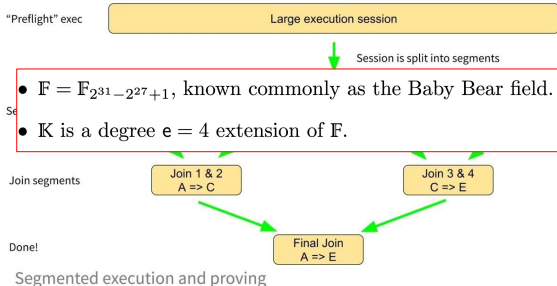 “Preflight” exec
Large execution session
Session is split into segments
• 𝔽 = 𝔽_{2^{31}−2^{27}+1}, known commonly as the Baby Bear field.
Se
• 𝕂 is a degree e = 4 extension of 𝔽.
Join segments
Join 1 & 2
A => C
Join 3 & 4
C => E
Done!
Final Join
A => E
Segmented execution and proving